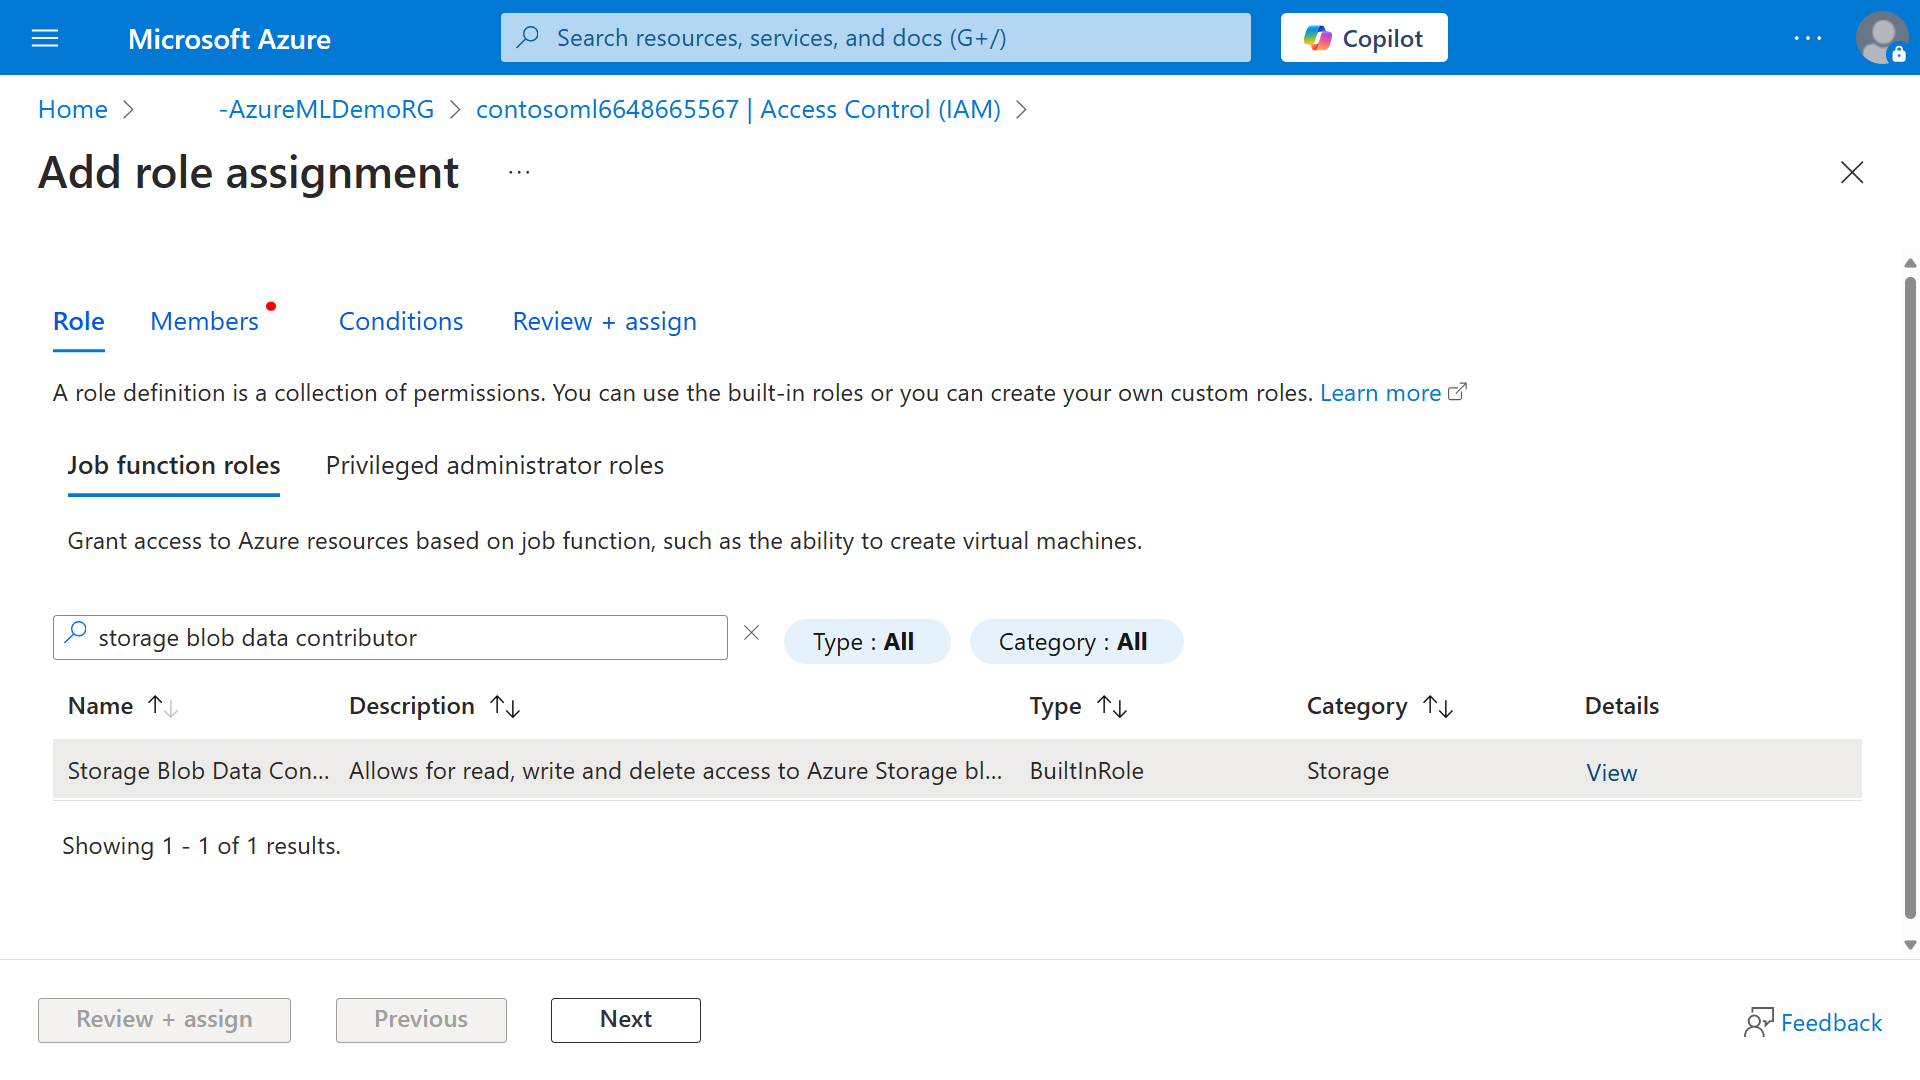 Microsoft Azure
Search resources, services, and docs (G+/)
Copilot
Home
-AzureMLDemoRG
contosoml6648665567 | Access Control (IAM)
Add role assignment
Role
Members
Conditions
Review + assign
A role definition is a collection of permissions. You can use the built-in roles or you can create your own custom roles. Learn more
Job function roles
Privileged administrator roles
Grant access to Azure resources based on job function, such as the ability to create virtual machines.
storage blob data contributor
Type : All
Category : All
Name
Description
Type
Category
Details
Storage Blob Data Con...
Allows for read, write and delete access to Azure Storage bl...
BuiltInRole
Storage
View
Showing 1 - 1 of 1 results.
Review + assign
Previous
Next
Feedback